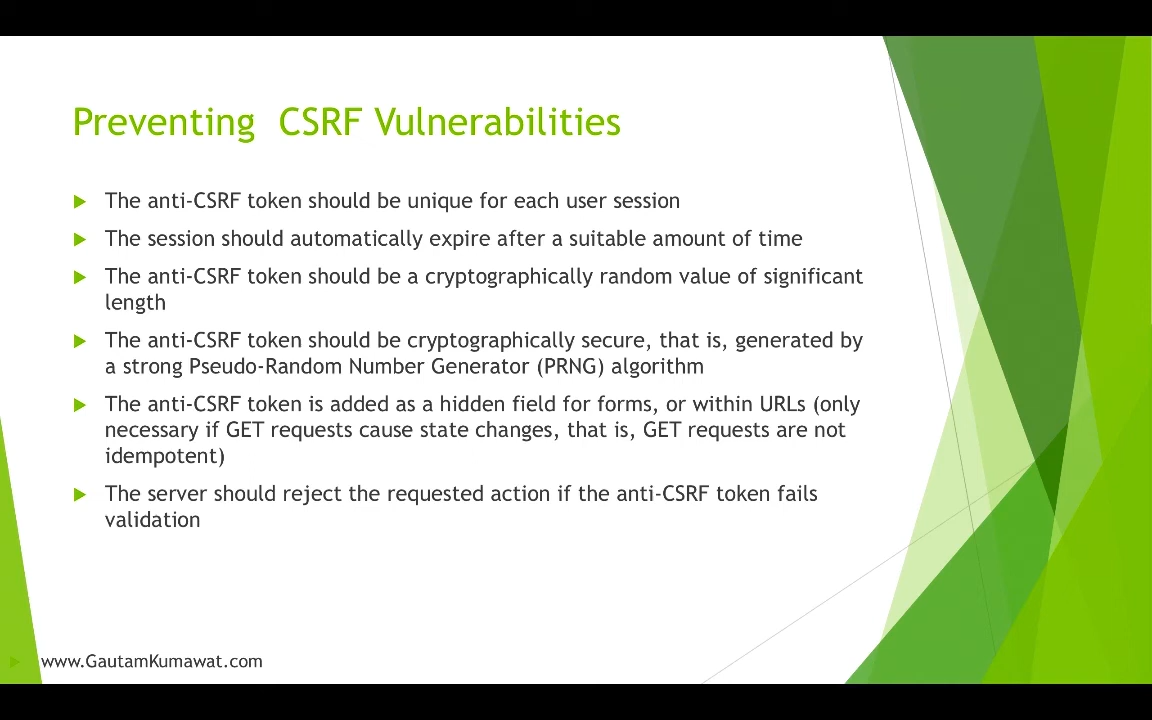 Preventing  CSRF Vulnerabilities
The anti-CSRF token should be unique for each user session
The session should automatically expire after a suitable amount of time
The anti-CSRF token should be a cryptographically random value of significant
length
The anti-CSRF token should be cryptographically secure, that is, generated by
a strong Pseudo-Random Number Generator (PRNG) algorithm
The anti-CSRF token is added as a hidden field for forms, or within URLs (only
necessary if GET requests cause state changes, that is, GET requests are not
idempotent)
The server should reject the requested action if the anti-CSRF token fails
validation
www.GautamKumawat.com